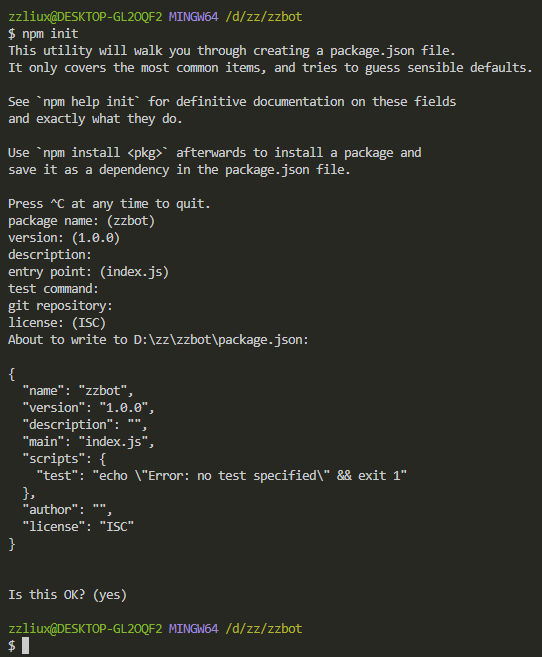 zzliux@DESKTOP-GL2OQF2 MINGW64 /d/zz/zzbot
$ npm init
This utility will walk you through creating a package.json file.
It only covers the most common items, and tries to guess sensible defaults.

See `npm help init` for definitive documentation on these fields
and exactly what they do.

Use `npm install <pkg>` afterwards to install a package and
save it as a dependency in the package.json file.

Press ^C at any time to quit.
package name: (zzbot)
version: (1.0.0)
description:
entry point: (index.js)
test command:
git repository:
license: (ISC)
About to write to D:\zz\zzbot\package.json:

{
  "name": "zzbot",
  "version": "1.0.0",
  "description": "",
  "main": "index.js",
  "scripts": {
    "test": "echo \"Error: no test specified\" && exit 1"
  },
  "author": "",
  "license": "ISC"
}


Is this OK? (yes)

zzliux@DESKTOP-GL2OQF2 MINGW64 /d/zz/zzbot
$